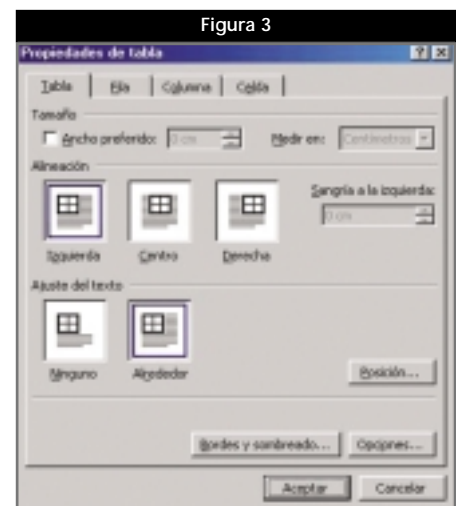 Figura 3
Propiedades de tabla
Tabla Fila Columna Celda
Tamaño
Ancho preferido: 0 cm Medir en: Centímetros
Alineación
Sangría a la izquierda:
0 cm
Izquierda Centro Derecha
Ajuste del texto
Ninguno Alrededor
Posición...
Bordes y sombreado... Opciones...
Aceptar Cancelar